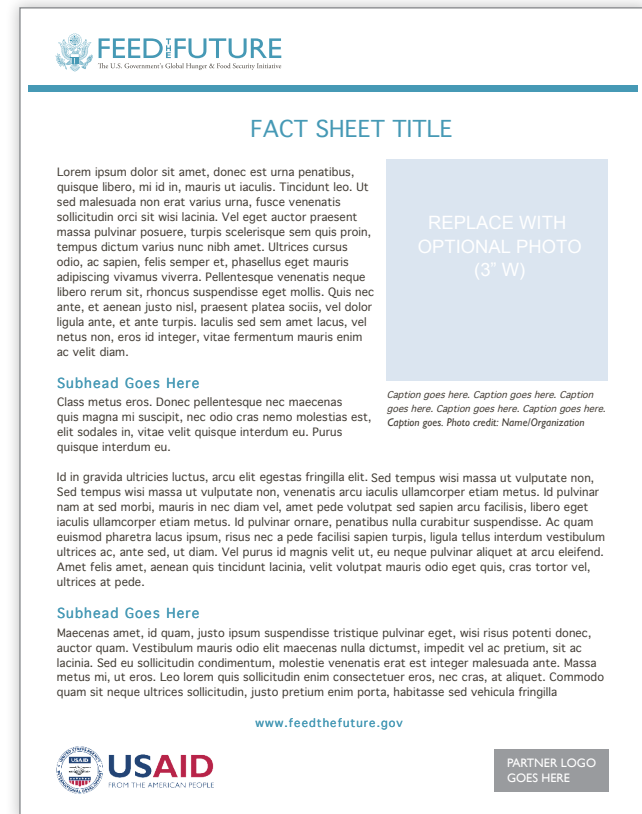 FEED THE FUTURE
The U.S. Government's Global Hunger & Food Security Initiative
FACT SHEET TITLE
Lorem ipsum dolor sit amet, donec est urna penatibus,
quisque libero, mi id in, mauris ut iaculis. Tincidunt leo. Ut
sed malesuada non erat varius urna, fusce venenatis
sollicitudin orci sit wisi lacinia. Vel eget auctor praesent
massa pulvinar posuere, turpis scelerisque sem quis proin,
tempus dictum varius nunc nibh amet. Ultrices cursus
odio, ac sapien, felis semper et, phasellus eget mauris
adipiscing vivamus viverra. Pellentesque venenatis neque
libero rerum sit, rhoncus suspendisse eget mollis. Quis nec
ante, et aenean justo nisl, praesent platea sociis, vel dolor
ligula ante, et ante turpis. Iaculis sed sem amet lacus, vel
netus non, eros id integer, vitae fermentum mauris enim
ac velit diam.
REPLACE WITH
OPTIONAL PHOTO
(3" W)
Caption goes here. Caption goes here. Caption
goes here. Caption goes here. Caption goes here.
Caption goes. Photo credit: Name/Organization
Subhead Goes Here
Class metus eros. Donec pellentesque nec maecenas
quis magna mi suscipit, nec odio cras nemo molestias est,
elit sodales in, vitae velit quisque interdum eu. Purus
quisque interdum eu.
Id in gravida ultricies luctus, arcu elit egestas fringilla elit. Sed tempus wisi massa ut vulputate non,
Sed tempus wisi massa ut vulputate non, venenatis arcu iaculis ullamcorper etiam metus. Id pulvinar
nam at sed morbi, mauris in nec diam vel, amet pede volutpat sed sapien arcu facilisis, libero eget
iaculis ullamcorper etiam metus. Id pulvinar ornare, penatibus nulla curabitur suspendisse. Ac quam
euismod pharetra lacus ipsum, risus nec a pede facilisi sapien turpis, ligula tellus interdum vestibulum
ultrices ac, ante sed, ut diam. Vel purus id magnis velit ut, eu neque pulvinar aliquet at arcu eleifend.
Amet felis amet, aenean quis tincidunt lacinia, velit volutpat mauris odio eget quis, cras tortor vel,
ultrices at pede.
Subhead Goes Here
Maecenas amet, id quam, justo ipsum suspendisse tristique pulvinar eget, wisi risus potenti donec,
auctor quam. Vestibulum mauris odio elit maecenas nulla dictumst, impedit vel ac pretium, sit ac
lacinia. Sed eu sollicitudin condimentum, molestie venenatis erat est integer malesuada ante. Massa
metus mi, ut eros. Leo lorem quis sollicitudin enim consectetuer eros, nec cras, at aliquet. Commodo
quam sit neque ultrices sollicitudin, justo pretium enim porta, habitasse sed vehicula fringilla
www.feedthefuture.gov
UNITED STATES AGENCY
INTERNATIONAL DEVELOPMENT
USAID
USAID
FROM THE AMERICAN PEOPLE
PARTNER LOGO
GOES HERE